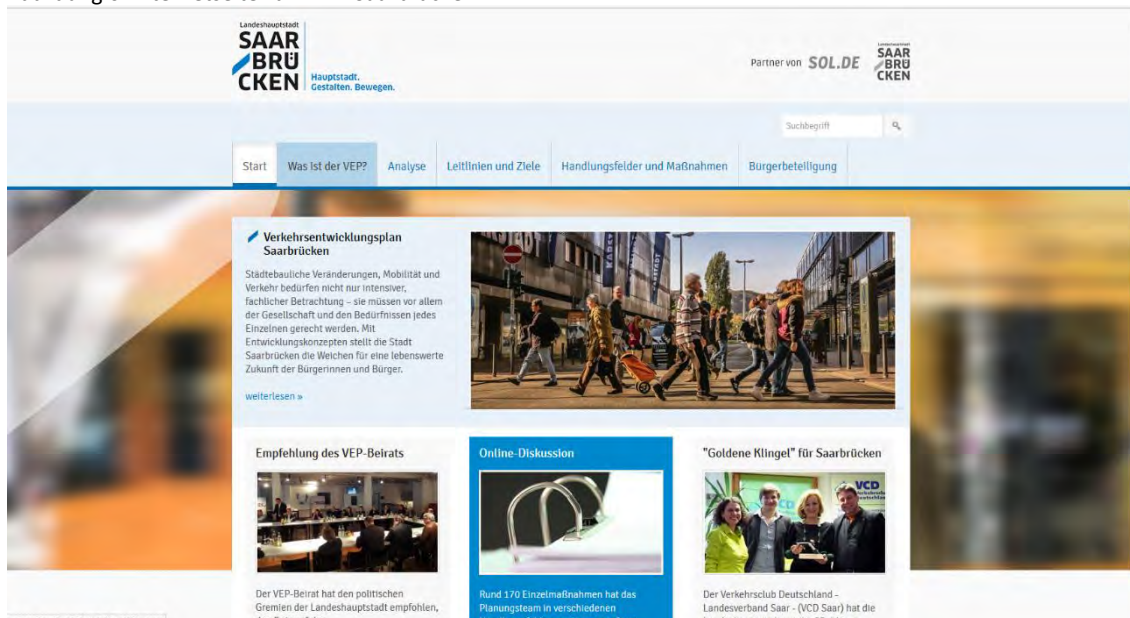 Landeshauptstadt
SAAR
BRÜ
CKEN
Hauptstadt.
Gestalten. Bewegen.
Partner von SOL.DE
Landeshauptstadt
SAAR
BRÜ
CKEN
Suchbegriff
Start Was ist der VEP? Analyse Leitlinien und Ziele Handlungsfelder und Maßnahmen Bürgerbeteiligung
Verkehrsentwicklungsplan
Saarbrücken
Städtebauliche Veränderungen, Mobilität und
Verkehr bedürfen nicht nur intensiver,
fachlicher Betrachtung – sie müssen vor allem
der Gesellschaft und den Bedürfnissen jedes
Einzelnen gerecht werden. Mit
Entwicklungskonzepten stellt die Stadt
Saarbrücken die Weichen für eine lebenswerte
Zukunft der Bürgerinnen und Bürger.
weiterlesen »
KARSTADT
Empfehlung des VEP-Beirats
Online-Diskussion
"Goldene Klingel" für Saarbrücken
VCD
Der VEP-Beirat hat den politischen
Gremien der Landeshauptstadt empfohlen,
Rund 170 Einzelmaßnahmen hat das
Planungsteam in verschiedenen
Der Verkehrsclub Deutschland -
Landesverband Saar - (VCD Saar) hat die